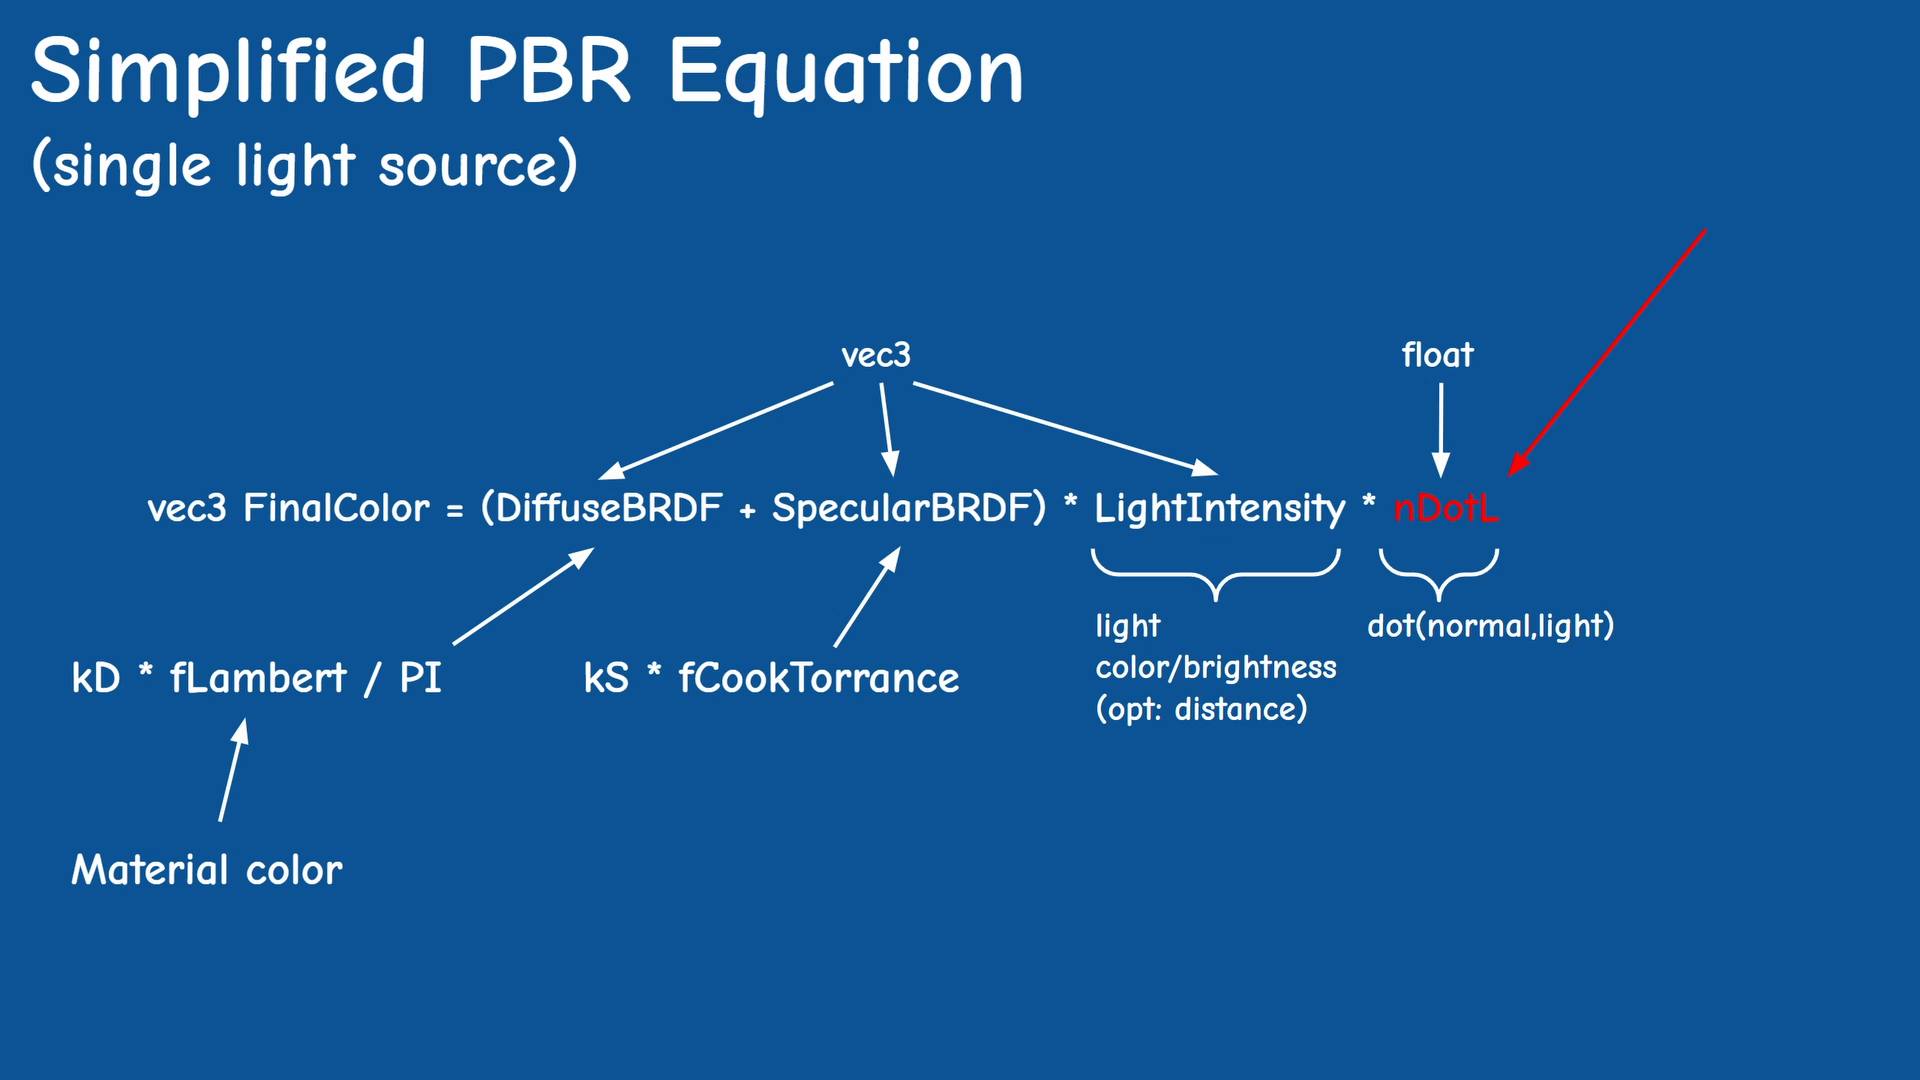 Simplified PBR Equation
(single light source)
vec3
float
vec3 FinalColor = (DiffuseBRDF + SpecularBRDF) * LightIntensity * nDotL
light
color/brightness
(opt: distance)
dot(normal,light)
kD * fLambert / PI
kS * fCookTorrance
Material color